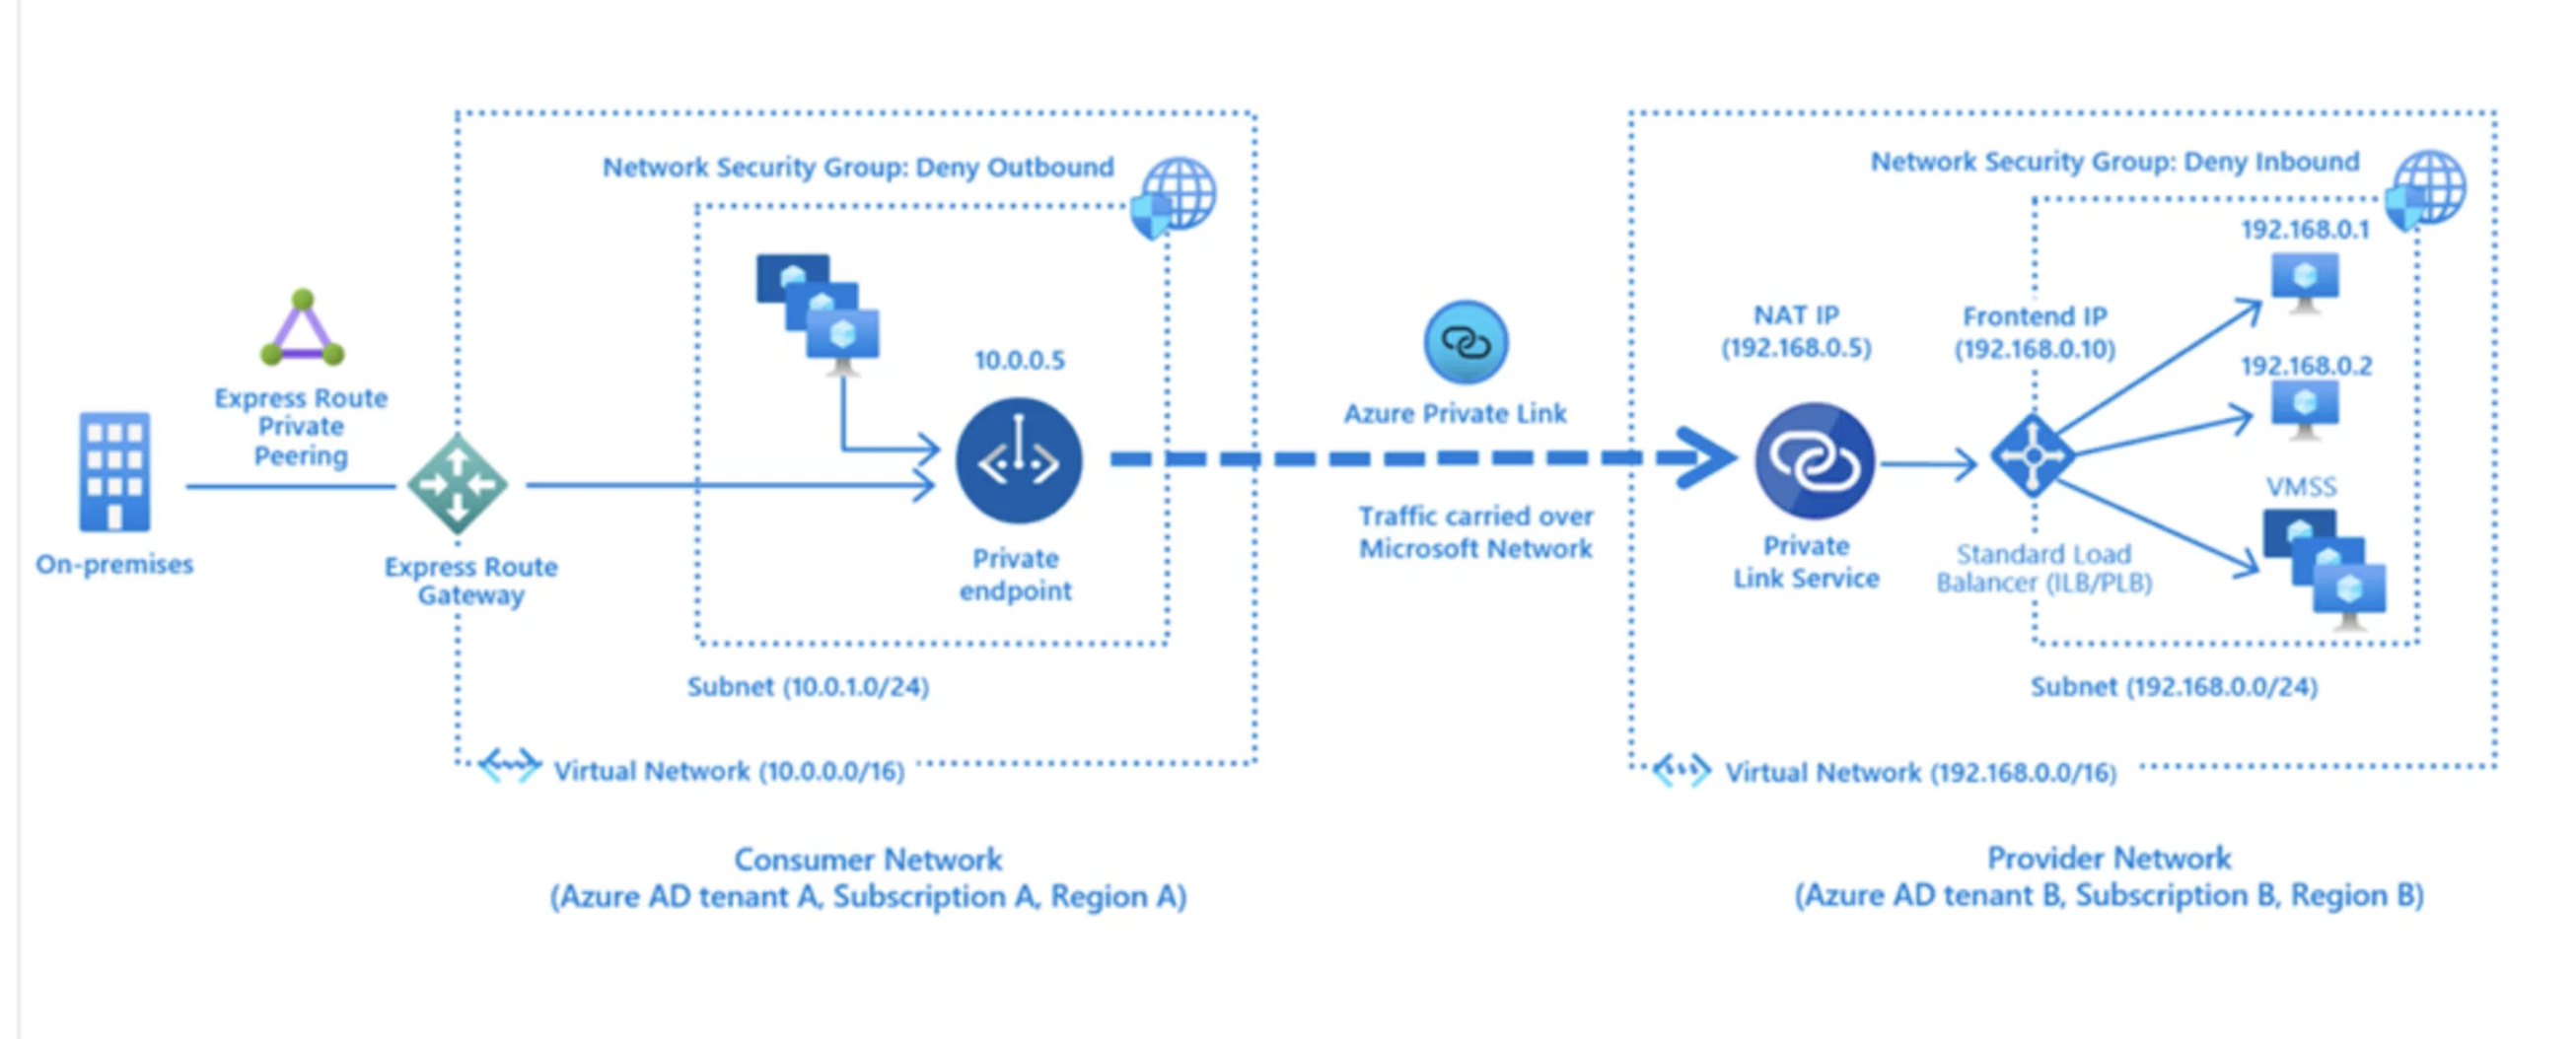 Network Security Group: Deny Outbound
10.0.0.5
Express Route
Private
Peering
On-premises
Express Route
Gateway
Private
endpoint
Subnet (10.0.1.0/24)
Virtual Network (10.0.0.0/16)
Consumer Network
(Azure AD tenant A, Subscription A, Region A)
Azure Private Link
Traffic carried over
Microsoft Network
Network Security Group: Deny Inbound
192.168.0.1
NAT IP
(192.168.0.5)
Frontend IP
(192.168.0.10)
192.168.0.2
VMSS
Private
Link Service
Standard Load
Balancer (ILB/PLB)
Subnet (192.168.0.0/24)
Virtual Network (192.168.0.0/16)
Provider Network
(Azure AD tenant B, Subscription B, Region B)